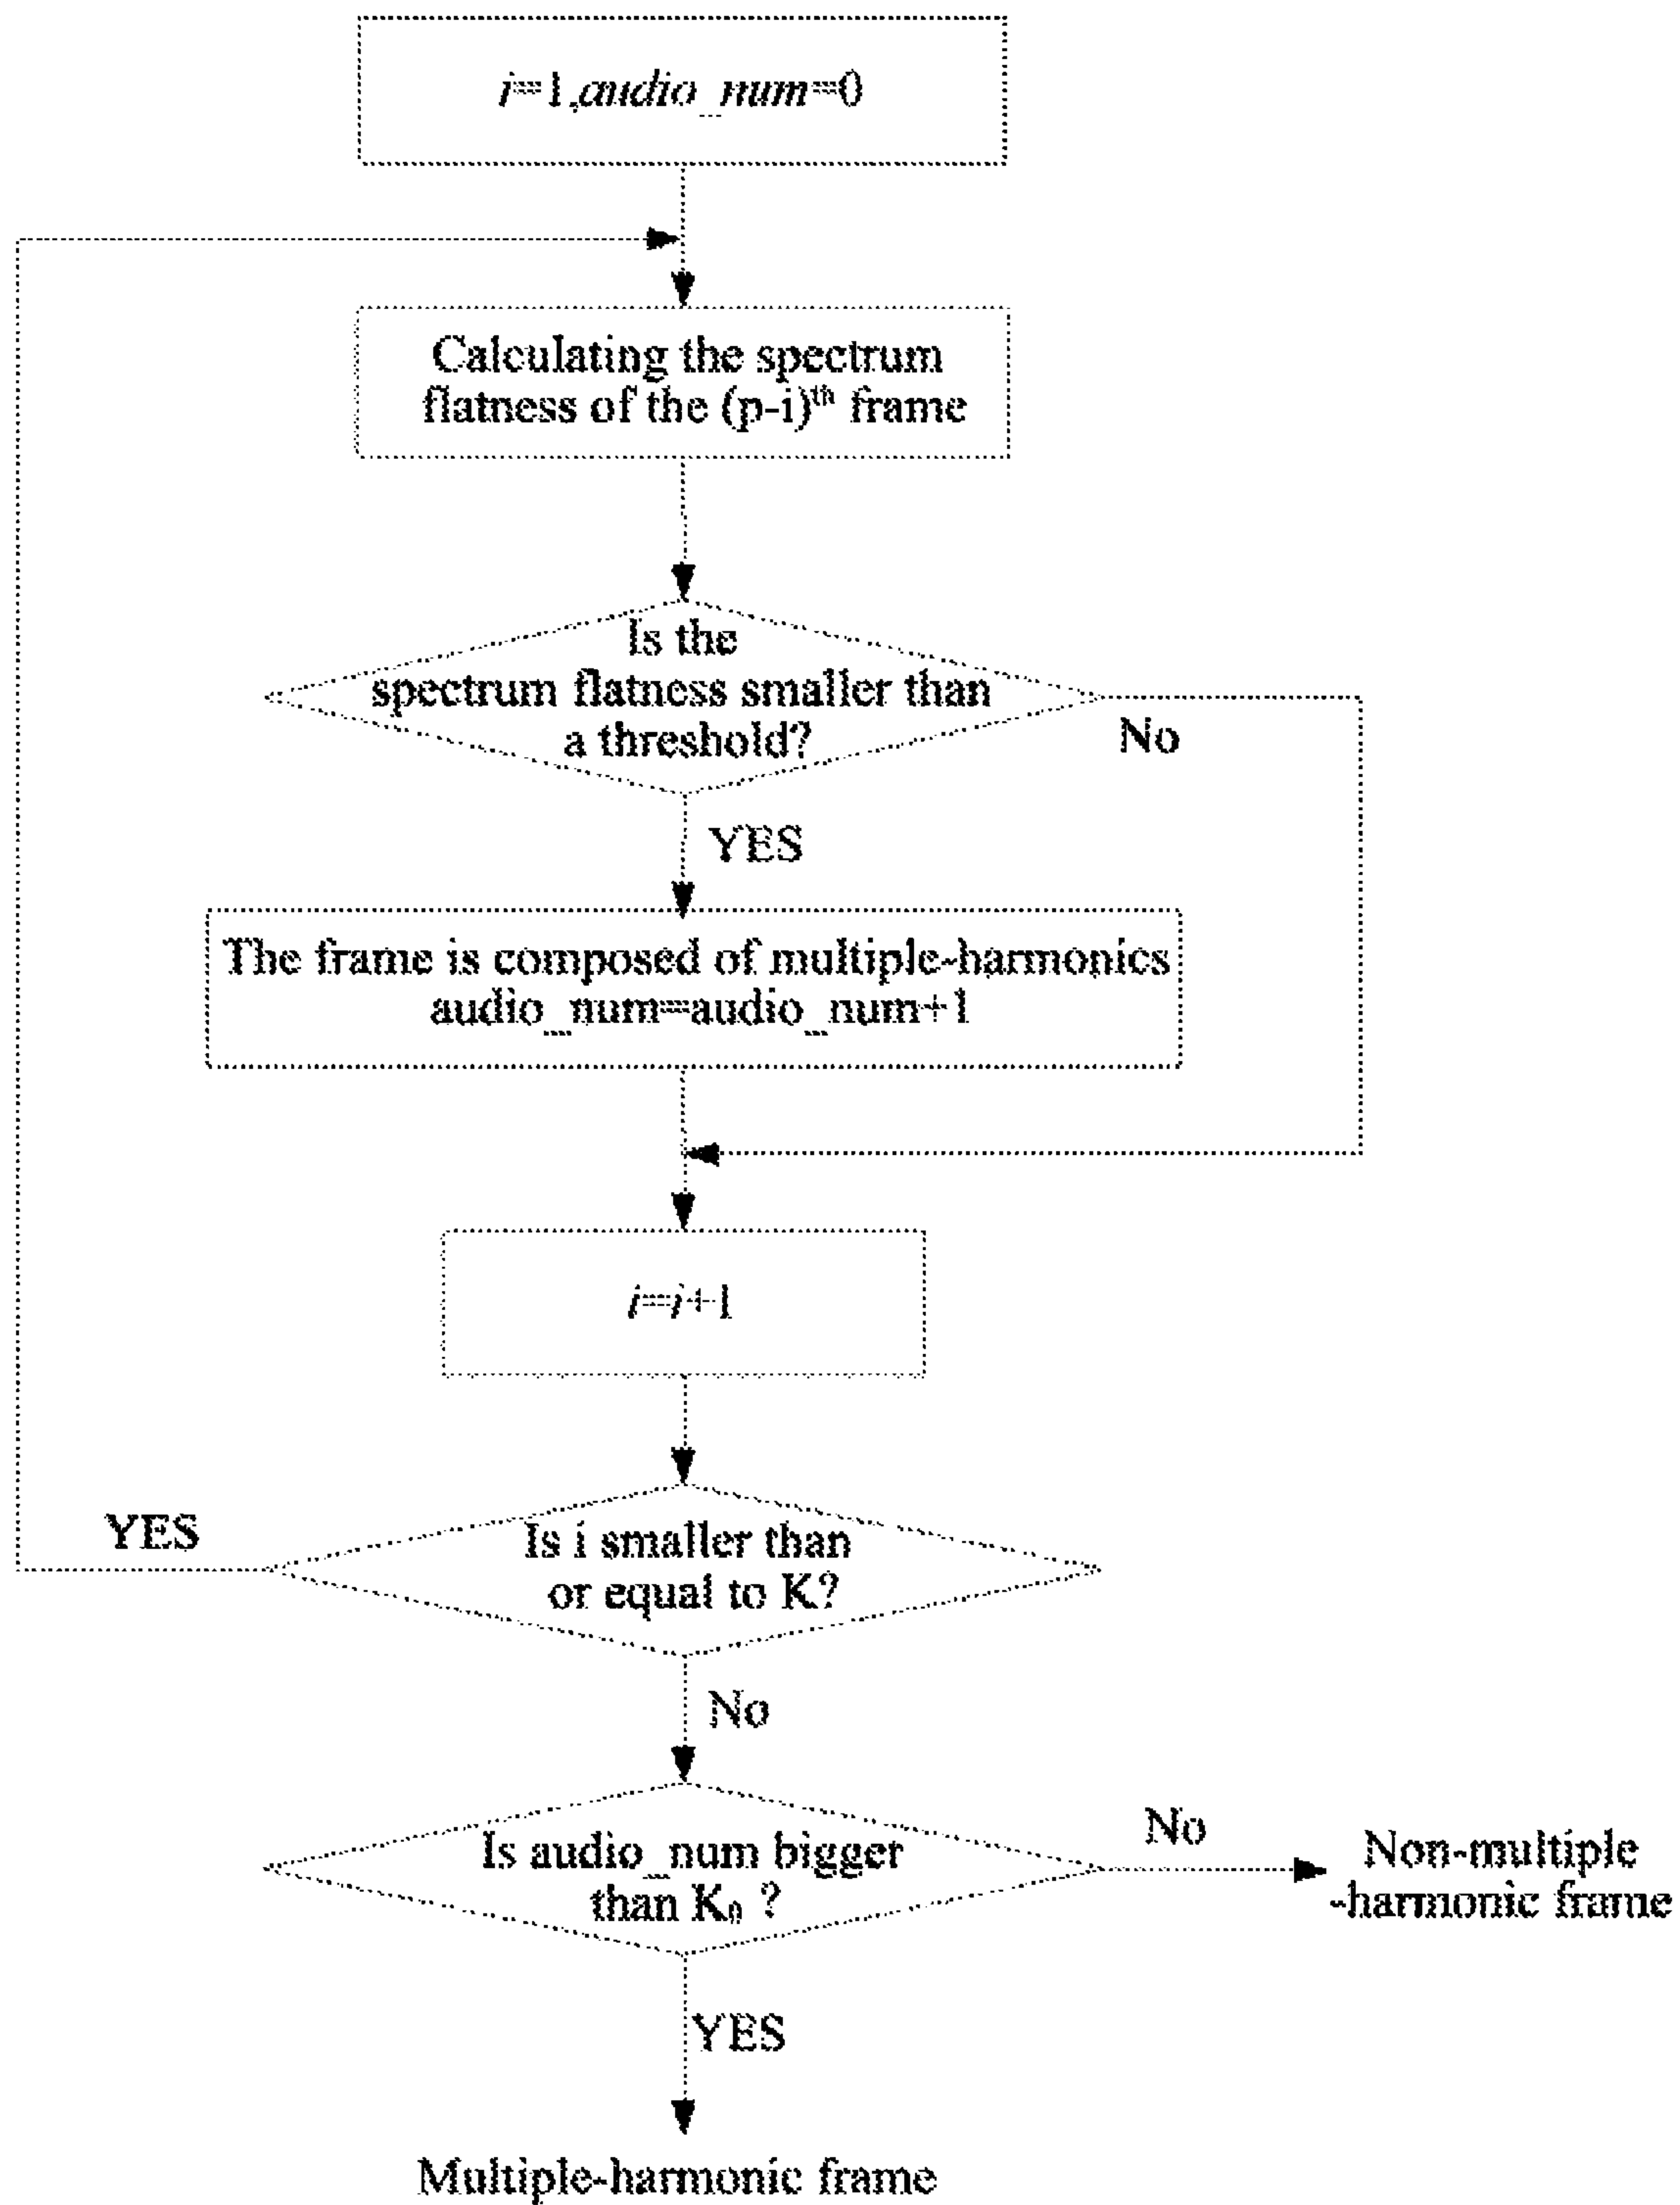 i=1,audio_num=0
Calculating the spectrum
flatness of the (p-i)th frame
Is the
spectrum flatness smaller than
a threshold?
No
YES
The frame is composed of multiple-harmonics
audio_num=audio_num+1
i=i+1
YES
Is i smaller than
or equal to K?
No
Is audio_num bigger
than K0 ?
No
Non-multiple
-harmonic frame
YES
Multiple-harmonic frame